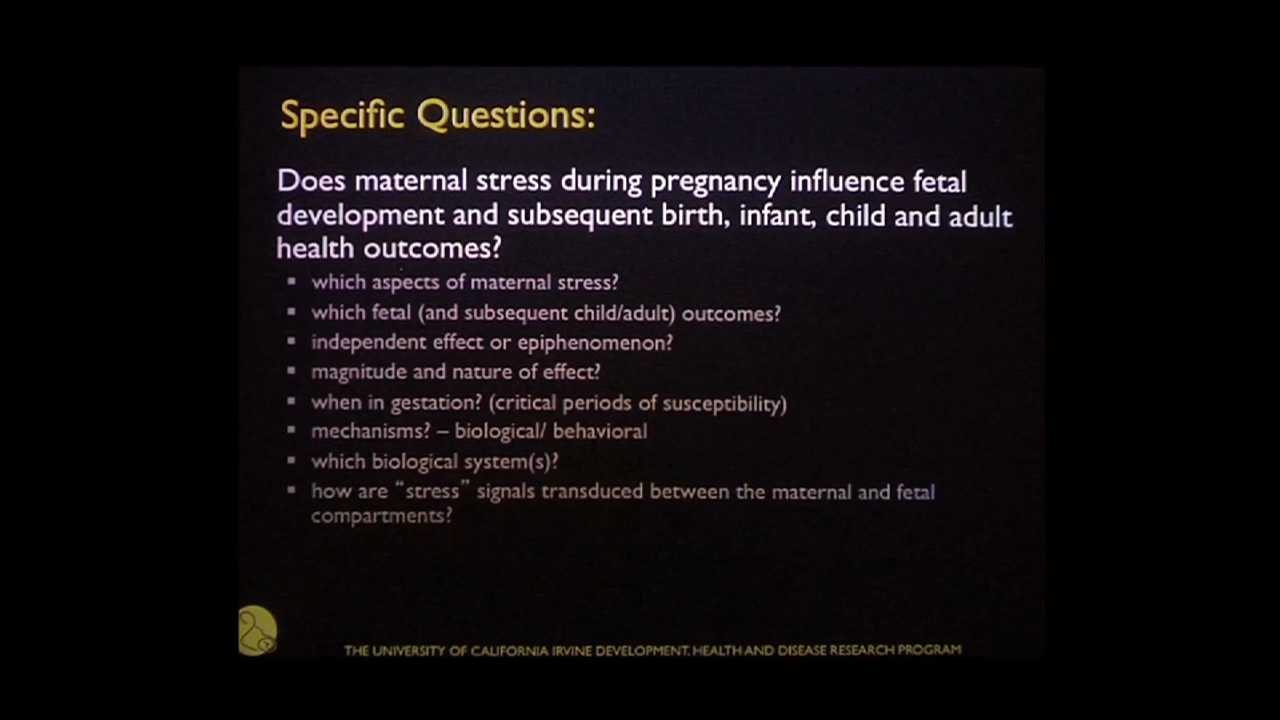 Specific Questions:
Does maternal stress during pregnancy influence fetal
development and subsequent birth, infant, child and adult
health outcomes?
▪ which aspects of maternal stress?
▪ which fetal (and subsequent child/adult) outcomes?
▪ independent effect or epiphenomenon?
▪ magnitude and nature of effect?
▪ when in gestation? (critical periods of susceptibility)
▪ mechanisms? – biological/ behavioral
▪ which biological system(s)?
▪ how are “stress” signals transduced between the maternal and fetal
compartments?
THE UNIVERSITY OF CALIFORNIA IRVINE DEVELOPMENT, HEALTH AND DISEASE RESEARCH PROGRAM